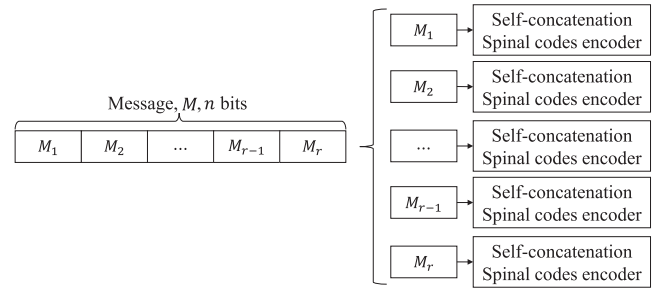 Message, M, n bits
M₁ M₂ ... Mᵣ₋₁ Mᵣ
M₁ Self-concatenation
Spinal codes encoder
M₂ Self-concatenation
Spinal codes encoder
... Self-concatenation
Spinal codes encoder
Mᵣ₋₁ Self-concatenation
Spinal codes encoder
Mᵣ Self-concatenation
Spinal codes encoder